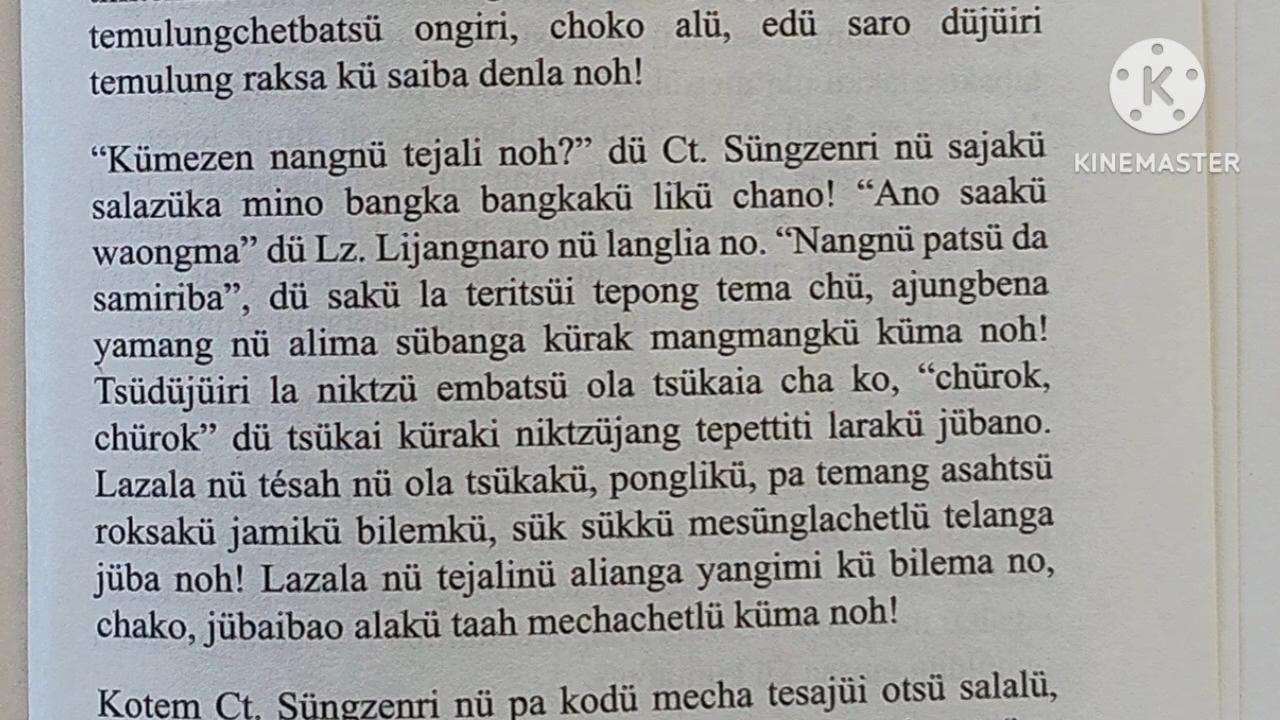 temulungchetbatsü ongiri, choko alü, edü saro düjüiri
temulung raksa kü saiba denla noh!
“Kümezen nangnü tejali noh?” dü Ct. Süngzenri nü sajakü
salazüka mino bangka bangkakü likü chano! “Ano saakü
waongma” dü Lz. Lijangnaro nü langlia no. “Nangnü patsü da
samiriba”, dü sakü la teritsüi tepong tema chü, ajungbena
yamang nü alima sübanga kürak mangmangkü küma noh!
Tsüdüjüiri la niktzü embatsü ola tsükaia cha ko, “chürok,
chürok” dü tsükai küraki niktzüjang tepettiti larakü jübano.
Lazala nü tésah nü ola tsükakü, ponglikü, pa temang asahtsü
roksakü jamikü bilemkü, sük sükkü mesünglachetlü telanga
jüba noh! Lazala nü tejalinü alianga yangimi kü bilema no,
chako, jübaibao alakü taah mechachetlü küma noh!
Kotem Ct. Süngzenri nü pa kodü mecha tesajüi otsü salalü,
KINEMASTER